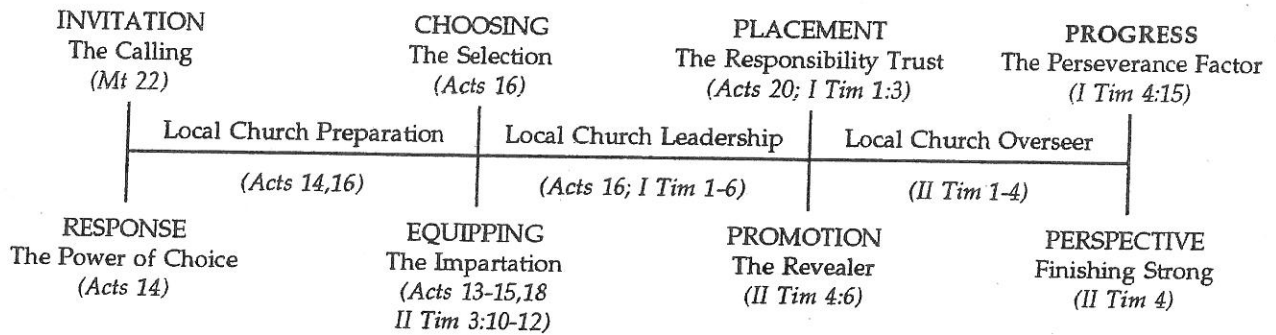 INVITATION
The Calling
(Mt 22)
CHOOSING
The Selection
(Acts 16)
PLACEMENT
The Responsibility Trust
(Acts 20; I Tim 1:3)
PROGRESS
The Perseverance Factor
(I Tim 4:15)
Local Church Preparation
Local Church Leadership
Local Church Overseer
(Acts 14,16)
(Acts 16; I Tim 1-6)
(II Tim 1-4)
RESPONSE
The Power of Choice
(Acts 14)
EQUIPPING
The Impartation
(Acts 13-15,18
II Tim 3:10-12)
PROMOTION
The Revealer
(II Tim 4:6)
PERSPECTIVE
Finishing Strong
(II Tim 4)